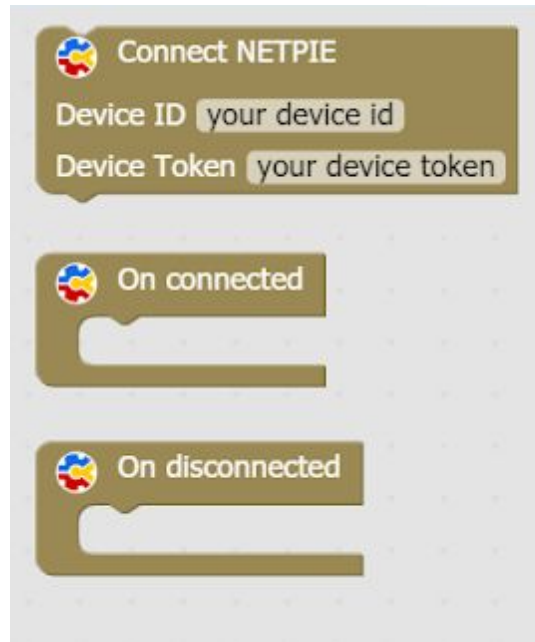 Connect NETPIE
Device ID your device id
Device Token your device token
On connected
On disconnected